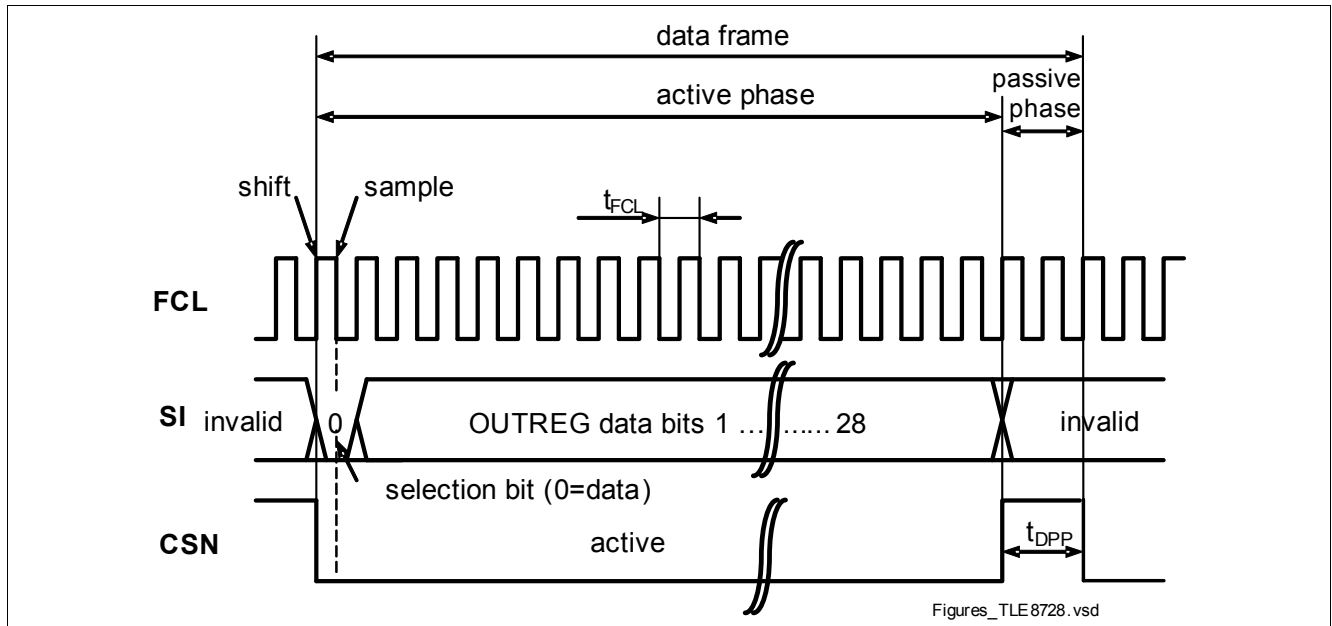 data frame
passive
phase
active phase
shift
sample
tFCL
FCL
SI
invalid
0
OUTREG data bits 1 ........... 28
invalid
selection bit (0=data)
CSN
active
tDPP
Figures_TLE8728.vsd